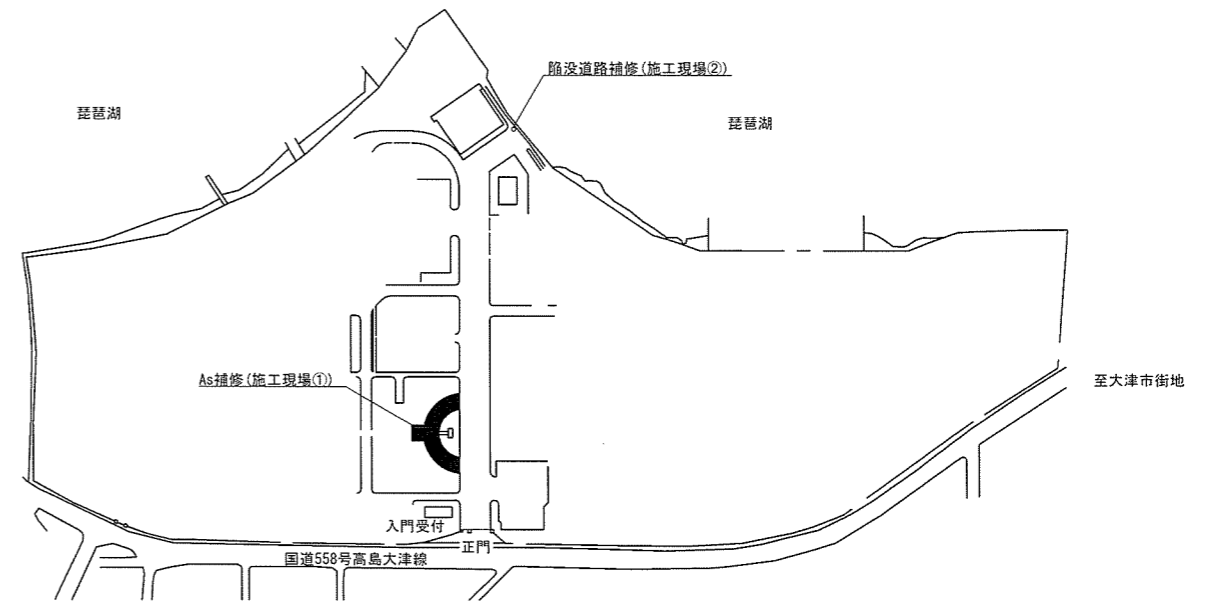 陥没道路補修(施工現場②)
琵琶湖
琵琶湖
As補修(施工現場①)
至大津市街地
入門受付
正門
国道558号高島大津線